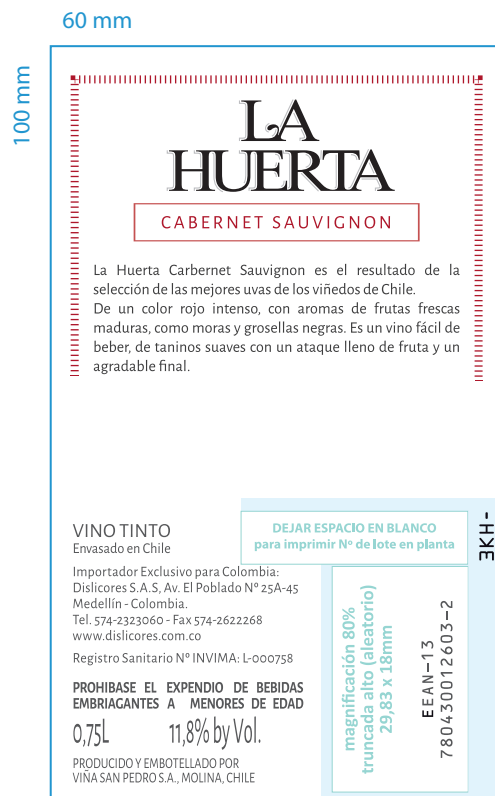 60 mm
100 mm
LA
HUERTA
CABERNET SAUVIGNON
La Huerta Carbernet Sauvignon es el resultado de la
selección de las mejores uvas de los viñedos de Chile.
De un color rojo intenso, con aromas de frutas frescas
maduras, como moras y grosellas negras. Es un vino fácil de
beber, de taninos suaves con un ataque lleno de fruta y un
agradable final.
VINO TINTO
Envasado en Chile
Importador Exclusivo para Colombia:
Dislicores S.A.S, Av. El Poblado Nº 25A-45
Medellín - Colombia.
Tel. 574-2323060 - Fax 574-2622268
www.dislicores.com.co
Registro Sanitario Nº INVIMA: L-000758
PROHIBASE EL EXPENDIO DE BEBIDAS
EMBRIAGANTES A MENORES DE EDAD
0,75L 11,8% by Vol.
PRODUCIDO Y EMBOTELLADO POR
VIÑA SAN PEDRO S.A., MOLINA, CHILE
DEJAR ESPACIO EN BLANCO
para imprimir Nº de lote en planta
3KH-
magnificación 80%
truncada alto (aleatorio)
29,83 x 18mm
EEAN-13
780430012603-2